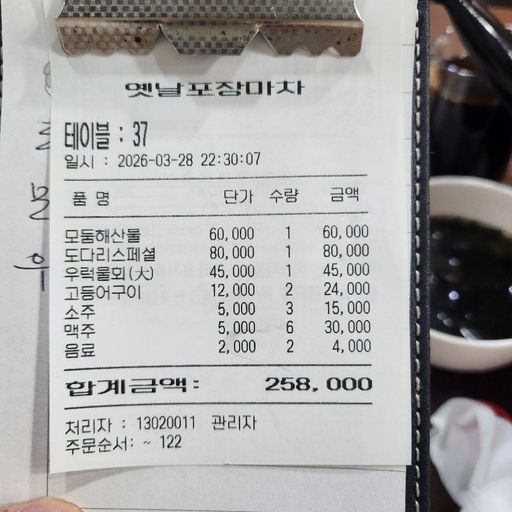 옛날포장마차
테이블 : 37
일시 : 2026-03-28 22:30:07
품 명 단가 수량 금액
모둠해산물 60,000 1 60,000
도다리스페셜 80,000 1 80,000
우럭물회(大) 45,000 1 45,000
고등어구이 12,000 2 24,000
소주 5,000 3 15,000
맥주 5,000 6 30,000
음료 2,000 2 4,000
합계금액: 258,000
처리자 : 13020011 관리자
주문순서: ~ 122